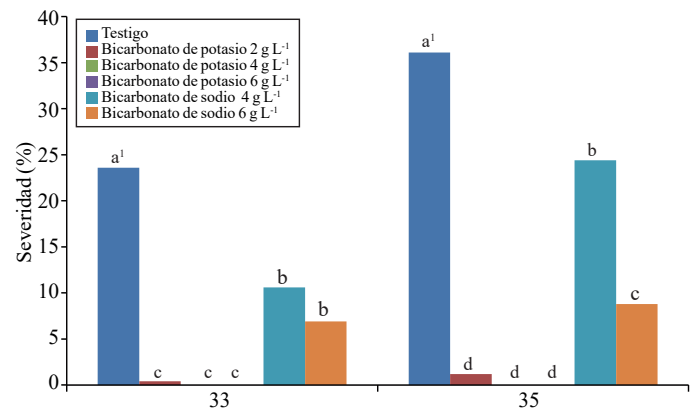 40
35
30
25
20
15
10
5
0
Severidad (%)
Testigo
Bicarbonato de potasio 2 g L-1
Bicarbonato de potasio 4 g L-1
Bicarbonato de potasio 6 g L-1
Bicarbonato de sodio 4 g L-1
Bicarbonato de sodio 6 g L-1
a1
c
c
c
b
b
a1
d
d
d
b
c
33
35